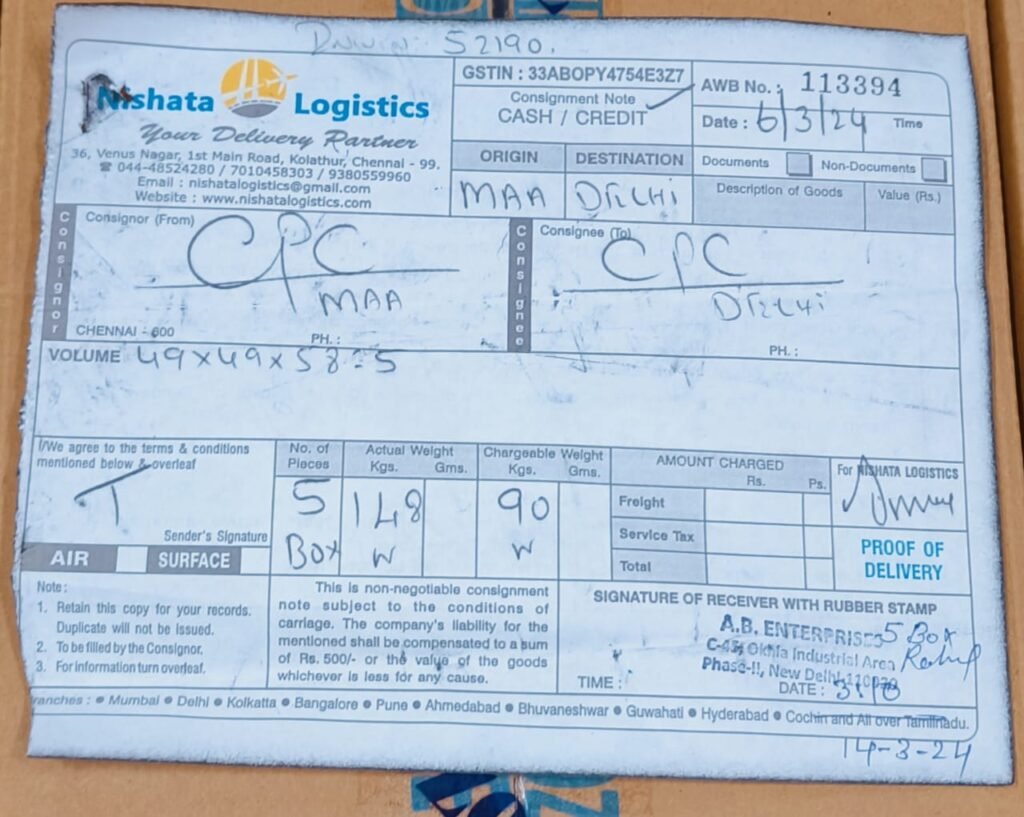 52190.
Nishata Logistics
Your Delivery Partner
36, Venus Nagar, 1st Main Road, Kolathur, Chennai - 99.
☎ 044-48524280 / 7010458303 / 9380559960
Email : nishatalogistics@gmail.com
Website : www.nishatalogistics.com
GSTIN : 33ABOPY4754E3Z7
Consignment Note
CASH / CREDIT
AWB No. : 113394
Date : 6/3/24 Time
ORIGIN DESTINATION
MAA DELHI
Documents Non-Documents
Description of Goods Value (Rs.)
Consignor
Consignor (From)
CPC
MAA
CHENNAI - 600 PH. :
Consignee
Consignee (To)
CPC
DELHI
PH. :
VOLUME 49x49x58=5
I/We agree to the terms & conditions
mentioned below & overleaf
Sender's Signature
AIR SURFACE
No. of Pieces
5
Box
Actual Weight
Kgs. Gms.
148
W
Chargeable Weight
Kgs. Gms.
90
W
AMOUNT CHARGED
Rs. Ps.
Freight
Service Tax
Total
For NISHATA LOGISTICS
PROOF OF
DELIVERY
Note :
1. Retain this copy for your records.
Duplicate will not be issued.
2. To be filled by the Consignor.
3. For information turn overleaf.
This is non-negotiable consignment
note subject to the conditions of
carriage. The company's liability for the
mentioned shall be compensated to a sum
of Rs. 500/- or the value of the goods
whichever is less for any cause.
SIGNATURE OF RECEIVER WITH RUBBER STAMP
A.B. ENTERPRISES 5 Box
C-45, Okhla Industrial Area
Phase-II, New Delhi-110020
TIME : DATE :
Branches : ● Mumbai ● Delhi ● Kolkatta ● Bangalore ● Pune ● Ahmedabad ● Bhuvaneshwar ● Guwahati ● Hyderabad ● Cochin and All over Tamilnadu.
14-3-24